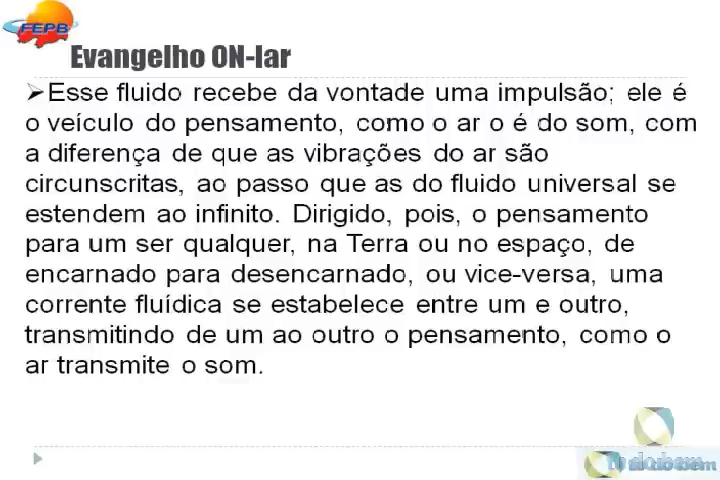 FEPB
Evangelho ON-lar
➢Esse fluido recebe da vontade uma impulsão; ele é
o veículo do pensamento, como o ar o é do som, com
a diferença de que as vibrações do ar são
circunscritas, ao passo que as do fluido universal se
estendem ao infinito. Dirigido, pois, o pensamento
para um ser qualquer, na Terra ou no espaço, de
encarnado para desencarnado, ou vice-versa, uma
corrente fluídica se estabelece entre um e outro,
transmitindo de um ao outro o pensamento, como o
ar transmite o som.
do bem